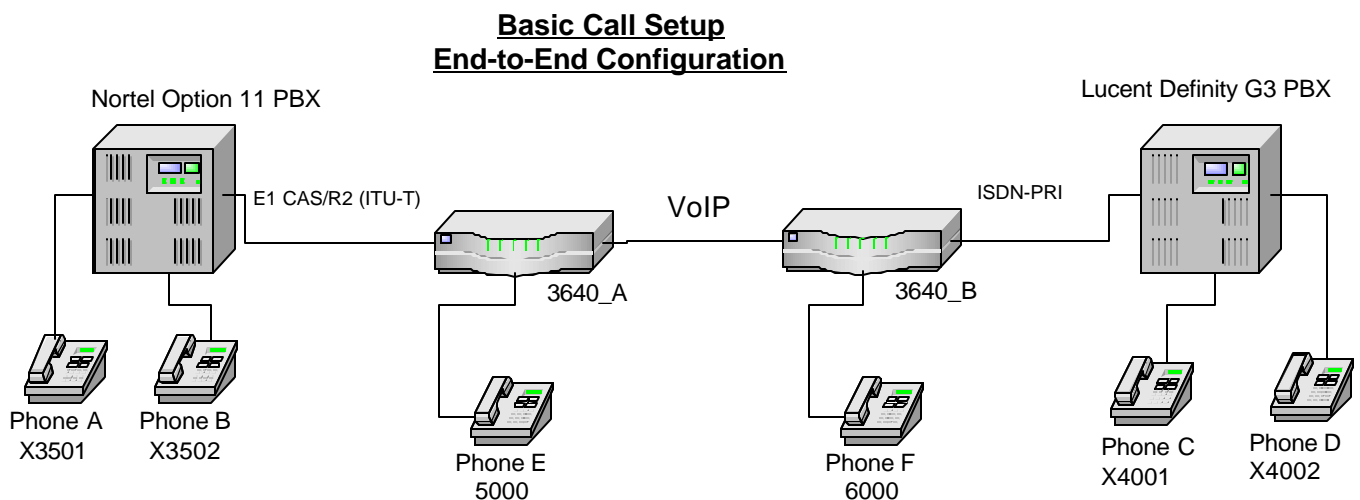 Basic Call Setup
End-to-End Configuration
Nortel Option 11 PBX
Lucent Definity G3 PBX
E1 CAS/R2 (ITU-T)
VoIP
ISDN-PRI
3640_A
3640_B
Phone A
X3501
Phone B
X3502
Phone E
5000
Phone F
6000
Phone C
X4001
Phone D
X4002